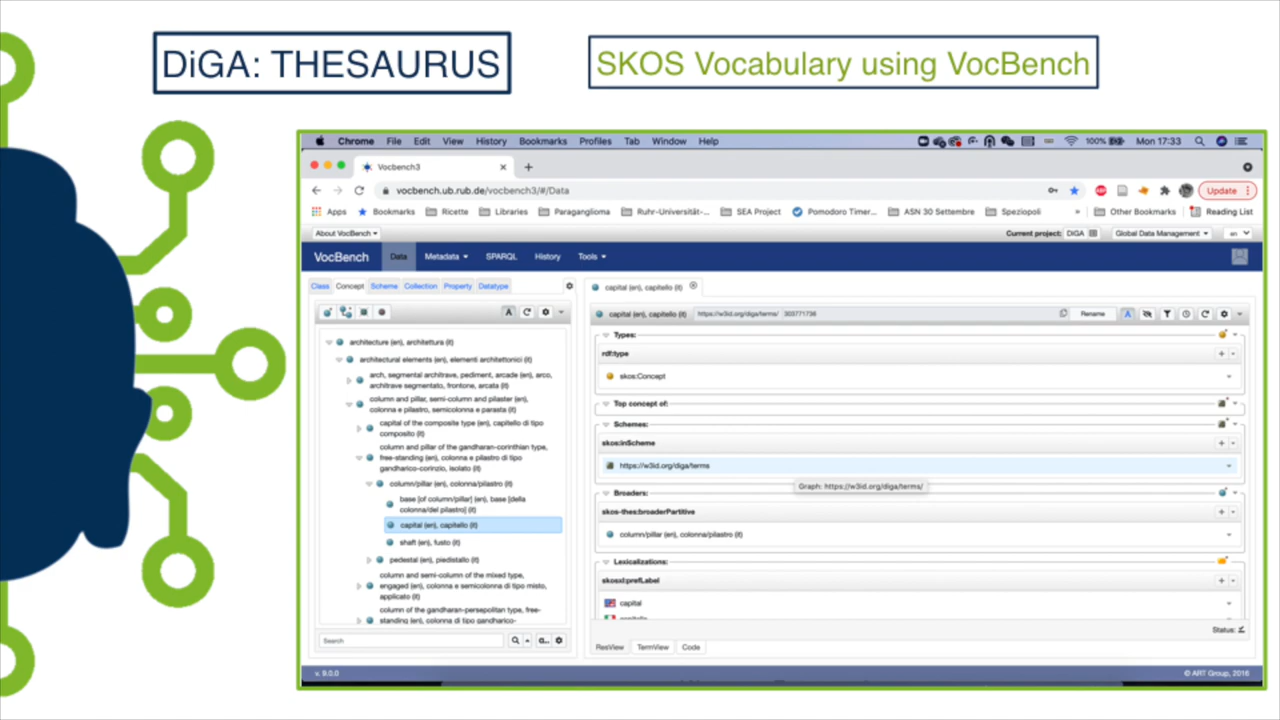 DiGA: THESAURUS
SKOS Vocabulary using VocBench
Chrome File Edit View History Bookmarks Profiles Tab Window Help
100% Mon 17:33
Vocbench3
vocbench.ub.rub.de/vocbench3/#/Data
Update
Apps Bookmarks Ricette Libraries Paraganglioma Ruhr-Universität-... SEA Project Pomodoro Timer... ASN 30 Settembre Speziopoli » Other Bookmarks Reading List
About VocBench Current project: DiGA Global Data Management en
VocBench Data Metadata SPARQL History Tools
Class Concept Scheme Collection Property Datatype
capital (en), capitello (it)
capital (en), capitello (it) https://w3id.org/diga/terms/ 303771736 Rename
architecture (en), architettura (it)
architectural elements (en), elementi architettonici (it)
arch, segmental architrave, pediment, arcade (en), arco,
architrave segmentato, frontone, arcata (it)
column and pillar, semi-column and pilaster (en),
colonna e pilastro, semicolonna e parasta (it)
capital of the composite type (en), capitello di tipo
composito (it)
column and pillar of the gandharan-corinthian type,
free-standing (en), colonna e pilastro di tipo
gandharico-corinzio, isolato (it)
column/pillar (en), colonna/pilastro (it)
base [of column/pillar] (en), base [della
colonna/del pilastro] (it)
capital (en), capitello (it)
shaft (en), fusto (it)
pedestal (en), piedistallo (it)
column and semi-column of the mixed type,
engaged (en), colonna e semicolonna di tipo misto,
applicato (it)
column of the gandharan-persepolitan type, free-
standing (en), colonna di tipo gandharico-
Search
Types:
rdf:type
skos:Concept
Top concept of:
Schemes:
skos:inScheme
https://w3id.org/diga/terms
Graph: https://w3id.org/diga/terms/
Broaders:
skos-thes:broaderPartitive
column/pillar (en), colonna/pilastro (it)
Lexicalizations:
skosxl:prefLabel
capital
Status:
ResView TermView Code
v. 9.0.0 © ART Group, 2016